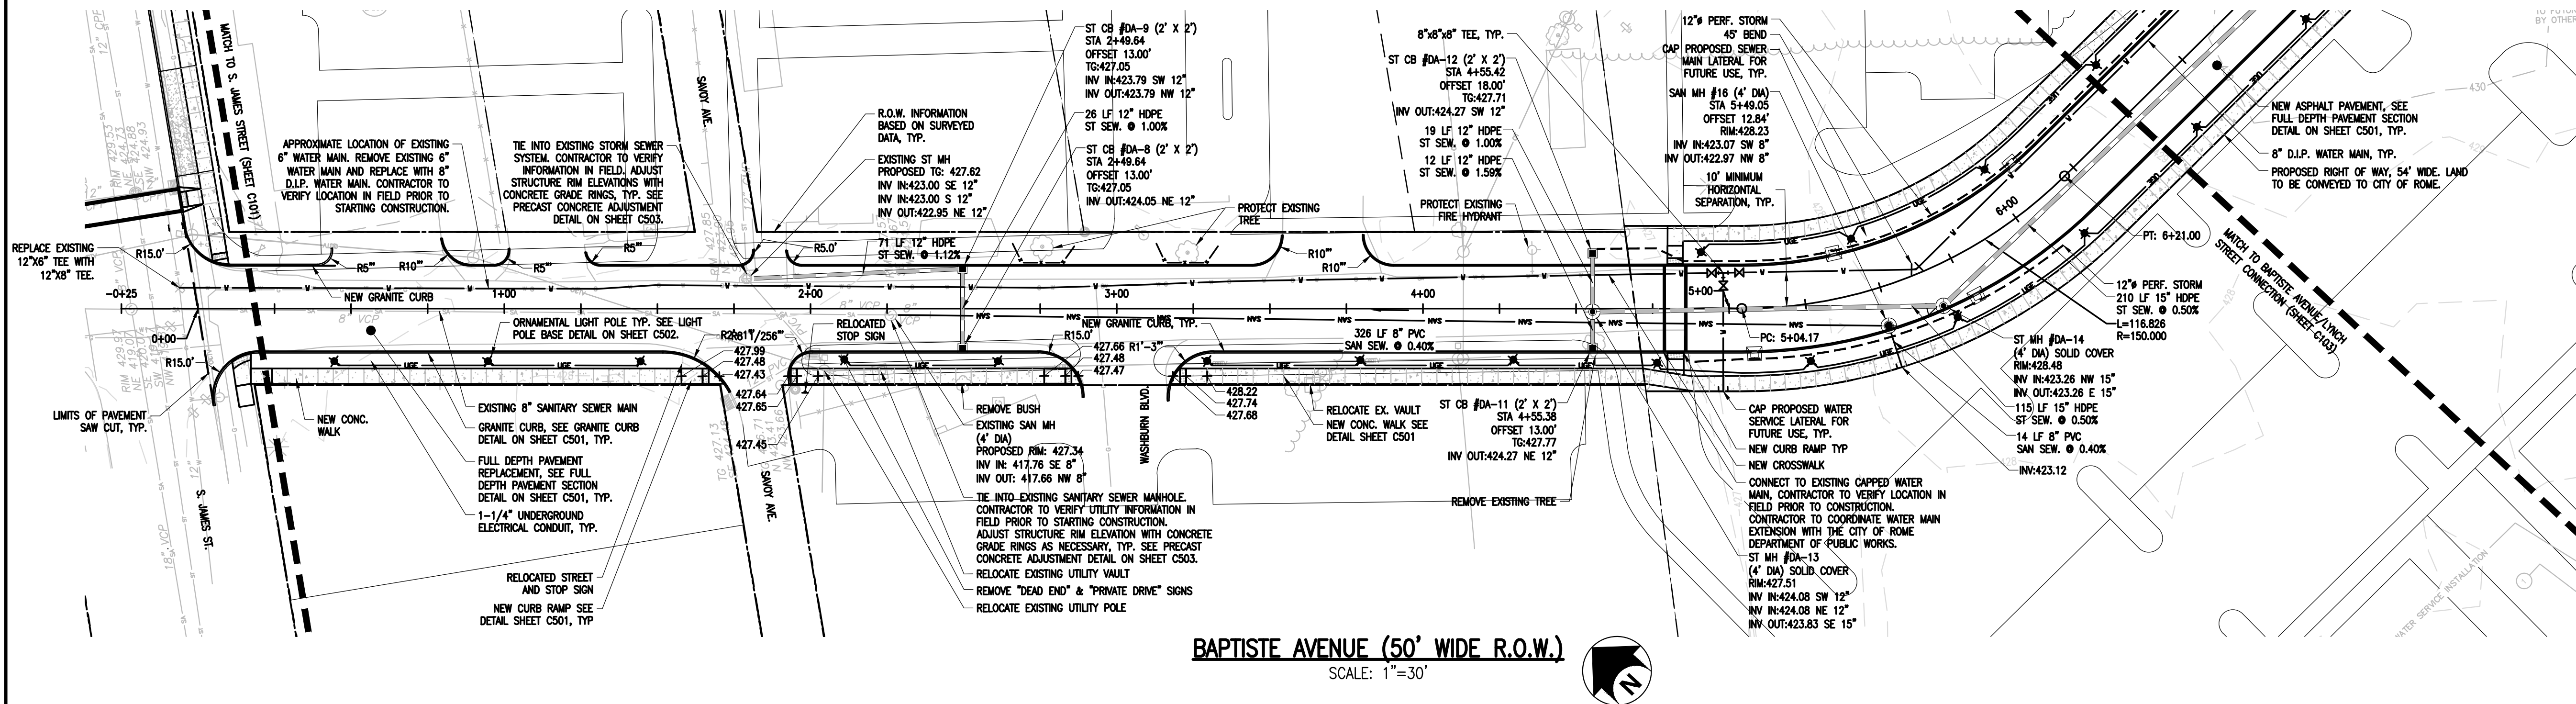 MATCH TO S. JAMES STREET (SHEET C101)
APPROXIMATE LOCATION OF EXISTING
6" WATER MAIN. REMOVE EXISTING 6"
WATER MAIN AND REPLACE WITH 8"
D.I.P. WATER MAIN. CONTRACTOR TO
VERIFY LOCATION IN FIELD PRIOR TO
STARTING CONSTRUCTION.
TIE INTO EXISTING STORM SEWER
SYSTEM. CONTRACTOR TO VERIFY
INFORMATION IN FIELD. ADJUST
STRUCTURE RIM ELEVATIONS WITH
CONCRETE GRADE RINGS, TYP. SEE
PRECAST CONCRETE ADJUSTMENT
DETAIL ON SHEET C503.
SAVOY AVE.
R.O.W. INFORMATION
BASED ON SURVEYED
DATA, TYP.
EXISTING ST MH
PROPOSED TG: 427.62
INV IN:423.00 SE 12"
INV IN:423.00 S 12"
INV OUT:422.95 NE 12"
71 LF 12" HDPE
ST SEW. @ 1.12%
ST CB #DA-9 (2' X 2')
STA 2+49.64
OFFSET 13.00'
TG:427.05
INV IN:423.79 SW 12"
INV OUT:423.79 NW 12"
26 LF 12" HDPE
ST SEW. @ 1.00%
ST CB #DA-8 (2' X 2')
STA 2+49.64
OFFSET 13.00'
TG:427.05
INV OUT:424.05 NE 12"
PROTECT EXISTING
TREE
8"x8"x8" TEE, TYP.
ST CB #DA-12 (2' X 2')
STA 4+55.42
OFFSET 18.00'
TG:427.71
INV OUT:424.27 SW 12"
19 LF 12" HDPE
ST SEW. @ 1.00%
12 LF 12" HDPE
ST SEW. @ 1.59%
PROTECT EXISTING
FIRE HYDRANT
12"ø PERF. STORM
45° BEND
CAP PROPOSED SEWER
MAIN LATERAL FOR
FUTURE USE, TYP.
SAN MH #16 (4' DIA)
STA 5+49.05
OFFSET 12.84'
RIM:428.23
INV IN:423.07 SW 8"
INV OUT:422.97 NW 8"
10' MINIMUM
HORIZONTAL
SEPARATION, TYP.
BY OTHER
430
NEW ASPHALT PAVEMENT, SEE
FULL DEPTH PAVEMENT SECTION
DETAIL ON SHEET C501, TYP.
8" D.I.P. WATER MAIN, TYP.
PROPOSED RIGHT OF WAY, 54' WIDE. LAND
TO BE CONVEYED TO CITY OF ROME.
PT: 6+21.00
6+00
MATCH TO BAPTISTE AVENUE/LYNCH
STREET CONNECTION (SHEET C103)
12"ø PERF. STORM
210 LF 15" HDPE
ST SEW. @ 0.50%
L=116.826
R=150.000
REPLACE EXISTING
12"X6" TEE WITH
12"X8" TEE.
R15.0'
R5'"
R10'"
R5'"
R5'"
R5.0'
R10'"
R10'"
-0+25
NEW GRANITE CURB
1+00
2+00
3+00
4+00
5+00
0+00
8" VCP
ORNAMENTAL LIGHT POLE TYP. SEE LIGHT
POLE BASE DETAIL ON SHEET C502.
427.99
427.48
427.43
RELOCATED
STOP SIGN
NEW GRANITE CURB, TYP.
R15.0'
427.66
427.48
427.47
R1'-3'"
326 LF 8" PVC
SAN SEW. @ 0.40%
PC: 5+04.17
ST MH #DA-14
(4' DIA) SOLID COVER
RIM:428.48
INV IN:423.26 NW 15"
INV OUT:423.26 E 15"
115 LF 15" HDPE
ST SEW. @ 0.50%
14 LF 8" PVC
SAN SEW. @ 0.40%
INV:423.12
R15.0'
LIMITS OF PAVEMENT
SAW CUT, TYP.
NEW CONC.
WALK
EXISTING 8" SANITARY SEWER MAIN
GRANITE CURB, SEE GRANITE CURB
DETAIL ON SHEET C501, TYP.
FULL DEPTH PAVEMENT
REPLACEMENT, SEE FULL
DEPTH PAVEMENT SECTION
DETAIL ON SHEET C501, TYP.
1-1/4" UNDERGROUND
ELECTRICAL CONDUIT, TYP.
S. JAMES ST.
RELOCATED STREET
AND STOP SIGN
NEW CURB RAMP SEE
DETAIL SHEET C501, TYP
427.64
427.65
427.45
SAVOY AVE.
REMOVE BUSH
EXISTING SAN MH
(4' DIA)
PROPOSED RIM: 427.34
INV IN: 417.76 SE 8"
INV OUT: 417.66 NW 8"
TIE INTO EXISTING SANITARY SEWER MANHOLE.
CONTRACTOR TO VERIFY UTILITY INFORMATION IN
FIELD PRIOR TO STARTING CONSTRUCTION.
ADJUST STRUCTURE RIM ELEVATION WITH CONCRETE
GRADE RINGS AS NECESSARY, TYP. SEE PRECAST
CONCRETE ADJUSTMENT DETAIL ON SHEET C503.
RELOCATE EXISTING UTILITY VAULT
REMOVE "DEAD END" & "PRIVATE DRIVE" SIGNS
RELOCATE EXISTING UTILITY POLE
WASHBURN BLVD.
428.22
427.74
427.68
RELOCATE EX. VAULT
NEW CONC. WALK SEE
DETAIL SHEET C501
ST CB #DA-11 (2' X 2')
STA 4+55.38
OFFSET 13.00'
TG:427.77
INV OUT:424.27 NE 12"
REMOVE EXISTING TREE
CAP PROPOSED WATER
SERVICE LATERAL FOR
FUTURE USE, TYP.
NEW CURB RAMP TYP
NEW CROSSWALK
CONNECT TO EXISTING CAPPED WATER
MAIN, CONTRACTOR TO VERIFY LOCATION IN
FIELD PRIOR TO CONSTRUCTION.
CONTRACTOR TO COORDINATE WATER MAIN
EXTENSION WITH THE CITY OF ROME
DEPARTMENT OF PUBLIC WORKS.
ST MH #DA-13
(4' DIA) SOLID COVER
RIM:427.51
INV IN:424.08 SW 12"
INV IN:424.08 NE 12"
INV OUT:423.83 SE 15"
WATER SERVICE INSTALLATION
BAPTISTE AVENUE (50' WIDE R.O.W.)
SCALE: 1"=30'
N